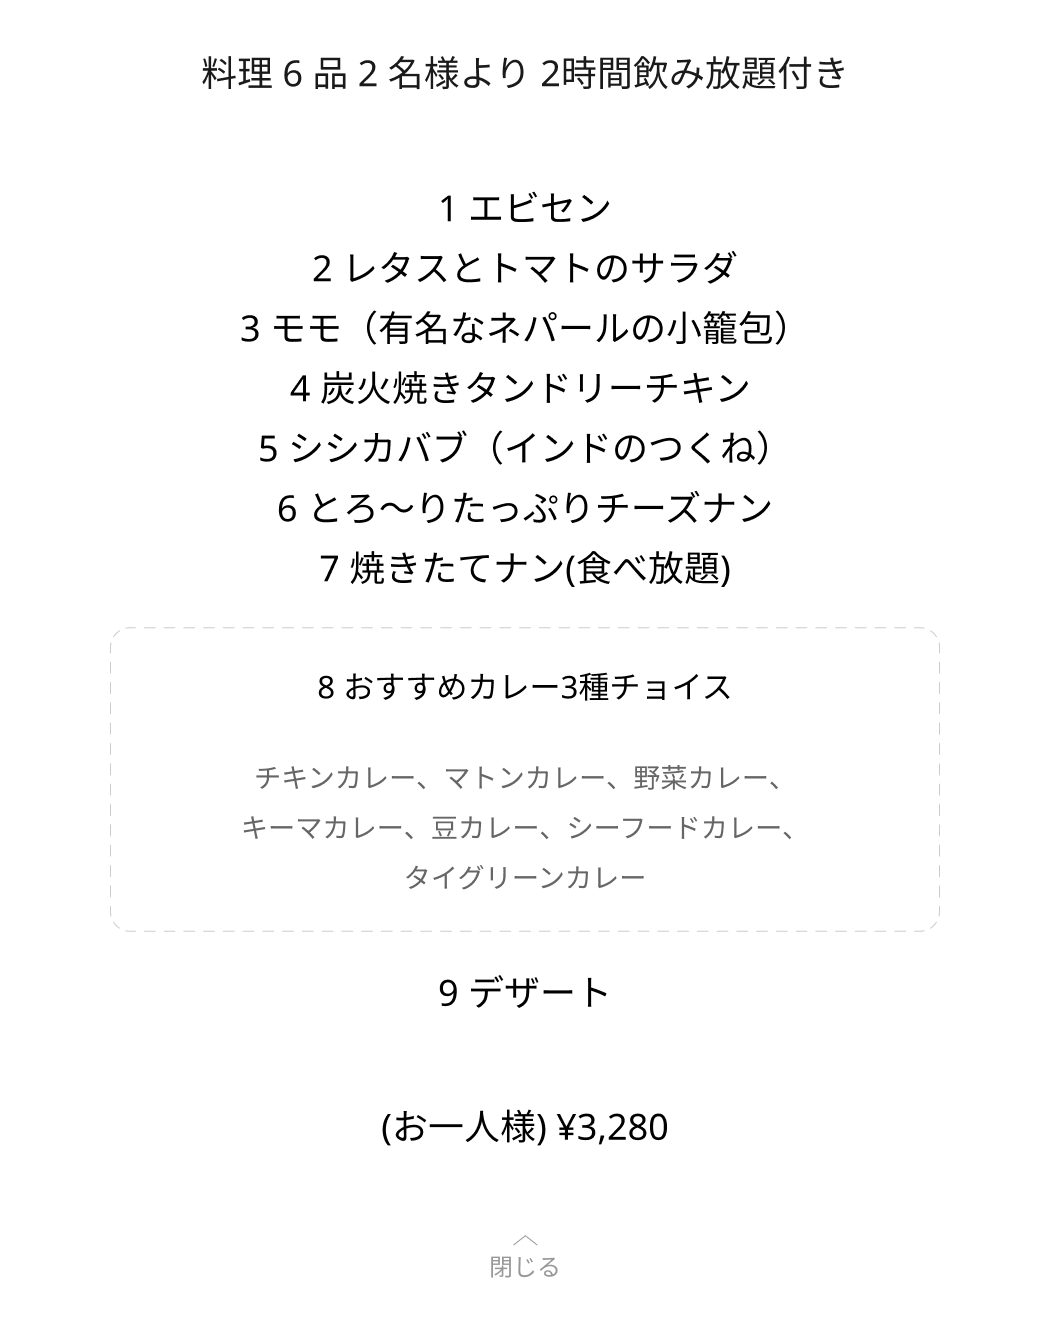 料理 6 品 2 名様より 2時間飲み放題付き
1 エビセン
2 レタスとトマトのサラダ
3 モモ（有名なネパールの小籠包）
4 炭火焼きタンドリーチキン
5 シシカバブ（インドのつくね）
6 とろ～りたっぷりチーズナン
7 焼きたてナン(食べ放題)
8 おすすめカレー3種チョイス
チキンカレー、マトンカレー、野菜カレー、
キーマカレー、豆カレー、シーフードカレー、
タイグリーンカレー
9 デザート
(お一人様) ¥3,280
閉じる